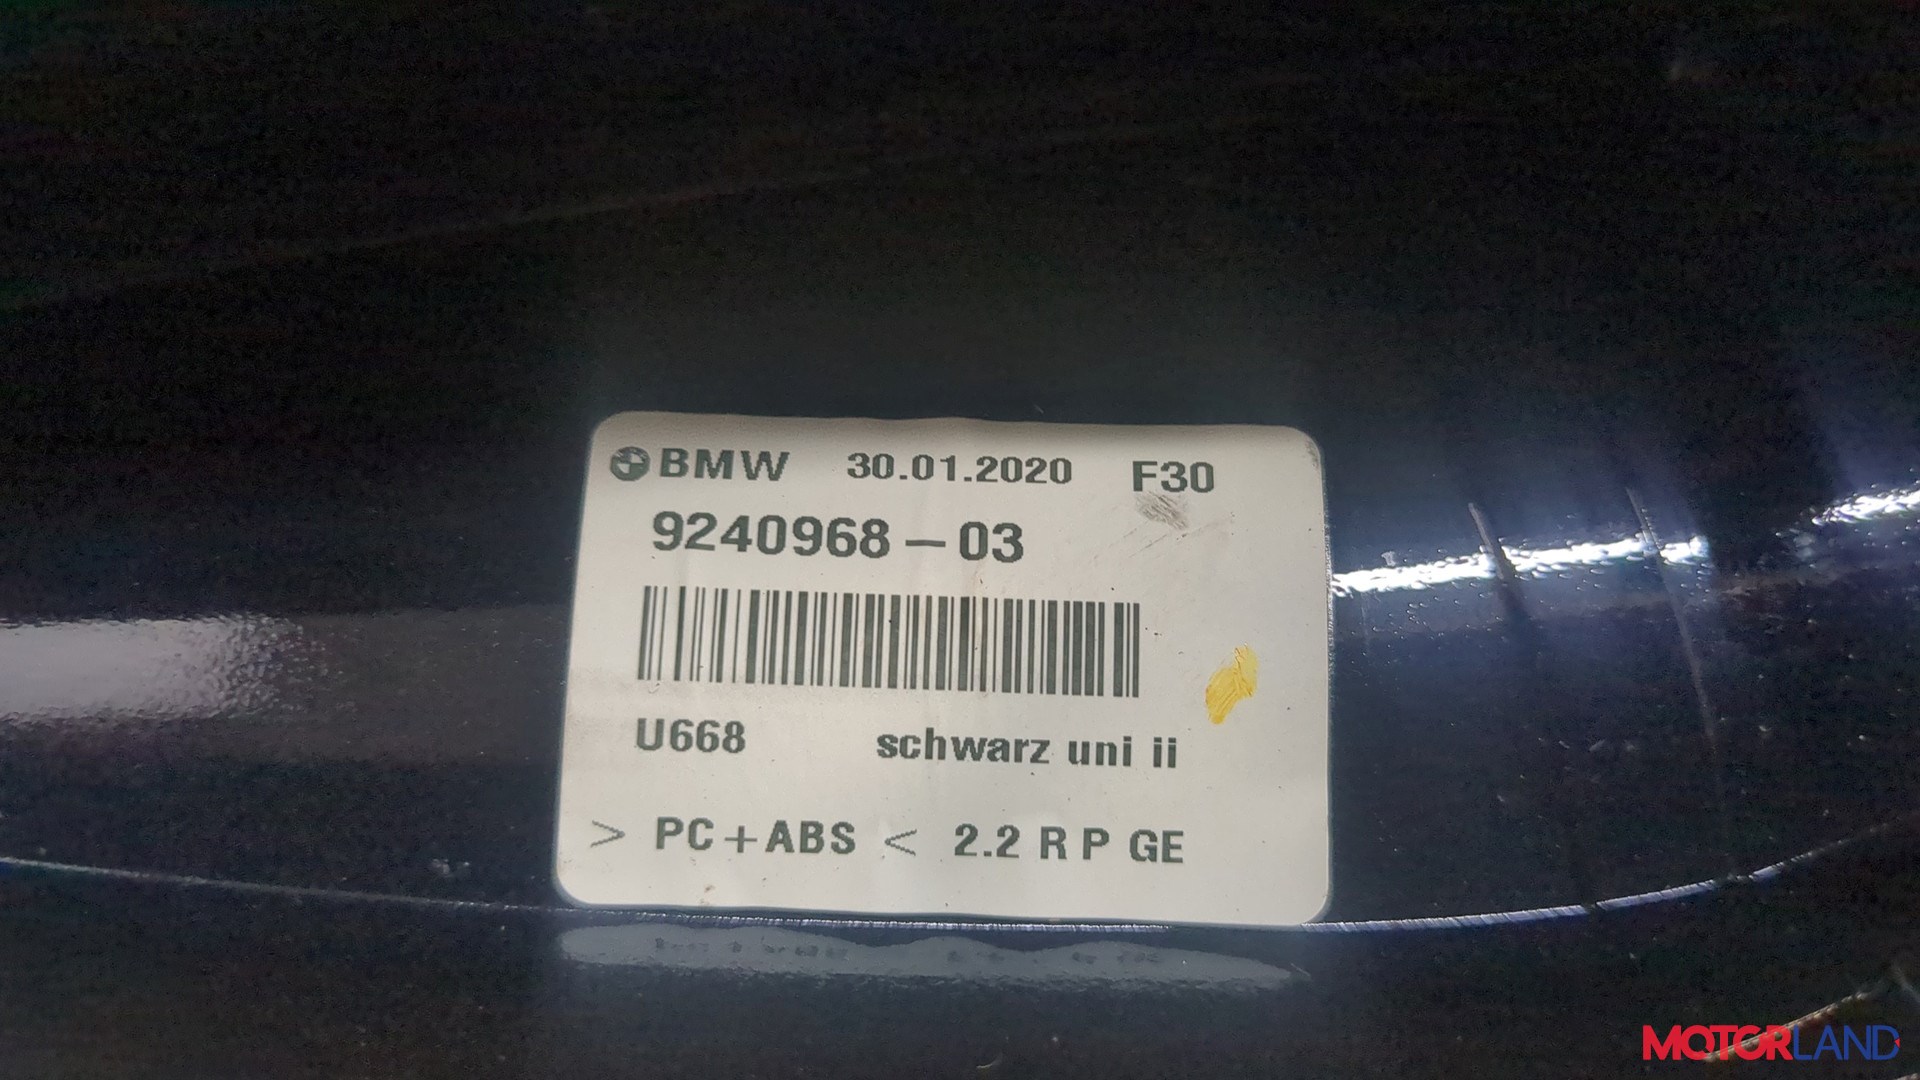 BMW 30.01.2020 F30
9240968-03
U668 schwarz uni ii
> PC+ABS < 2.2 R P GE
MOTORLAND